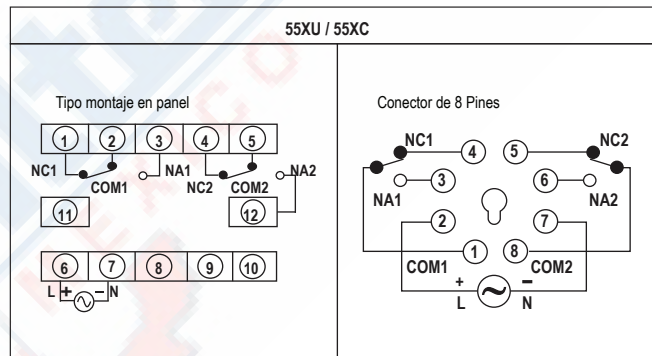 55XU / 55XC
Tipo montaje en panel
1 2 3 4 5
NC1 COM1 NA1 NC2 COM2 NA2
11 12
6 7 8 9 10
L + − N
Conector de 8 Pines
NC1 4 5 NC2
3 6
NA1 NA2
2 7
1 8
COM1 COM2
+ −
L N
MEXICO